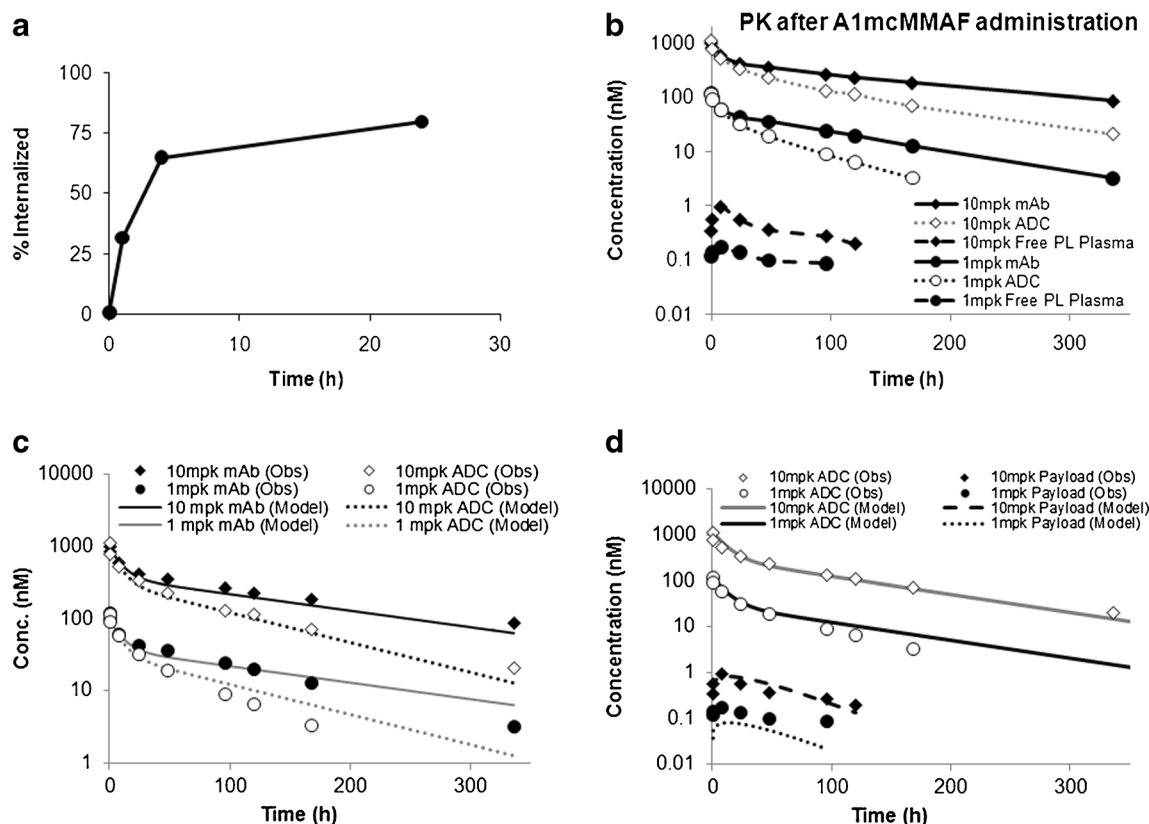 a
% Internalized
100
75
50
25
0
0 10 20 30
Time (h)
b
PK after A1mcMMAF administration
Concentration (nM)
1000
100
10
1
0.1
0.01
10mpk mAb
10mpk ADC
10mpk Free PL Plasma
1mpk mAb
1mpk ADC
1mpk Free PL Plasma
0 100 200 300
Time (h)
c
10mpk mAb (Obs) 10mpk ADC (Obs)
1mpk mAb (Obs) 1mpk ADC (Obs)
10 mpk mAb (Model) 10 mpk ADC (Model)
1 mpk mAb (Model) 1 mpk ADC (Model)
Conc. (nM)
10000
1000
100
10
1
0 100 200 300
Time (h)
d
10mpk ADC (Obs) 10mpk Payload (Obs)
1mpk ADC (Obs) 1mpk Payload (Obs)
10mpk ADC (Model) 10mpk Payload (Model)
1mpk ADC (Model) 1mpk Payload (Model)
Concentration (nM)
10000
1000
100
10
1
0.1
0.01
0 100 200 300
Time (h)